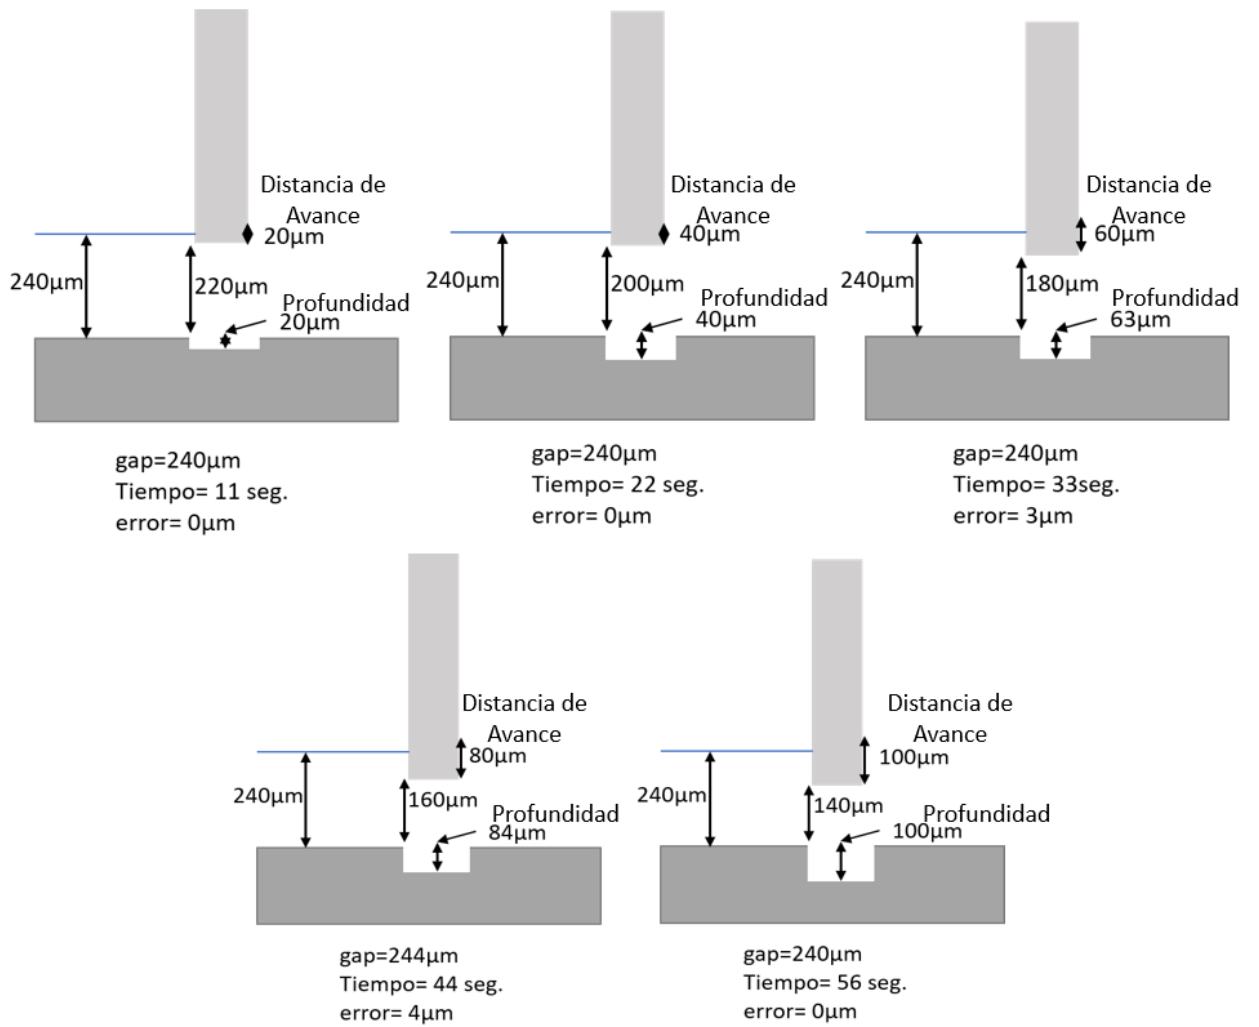 Distancia de
Avance
20μm
240μm
220μm
Profundidad
20μm
gap=240μm
Tiempo= 11 seg.
error= 0μm
Distancia de
Avance
40μm
240μm
200μm
Profundidad
40μm
gap=240μm
Tiempo= 22 seg.
error= 0μm
Distancia de
Avance
60μm
240μm
180μm
Profundidad
63μm
gap=240μm
Tiempo= 33seg.
error= 3μm
Distancia de
Avance
80μm
240μm
160μm
Profundidad
84μm
gap=244μm
Tiempo= 44 seg.
error= 4μm
Distancia de
Avance
100μm
240μm
140μm
Profundidad
100μm
gap=240μm
Tiempo= 56 seg.
error= 0μm